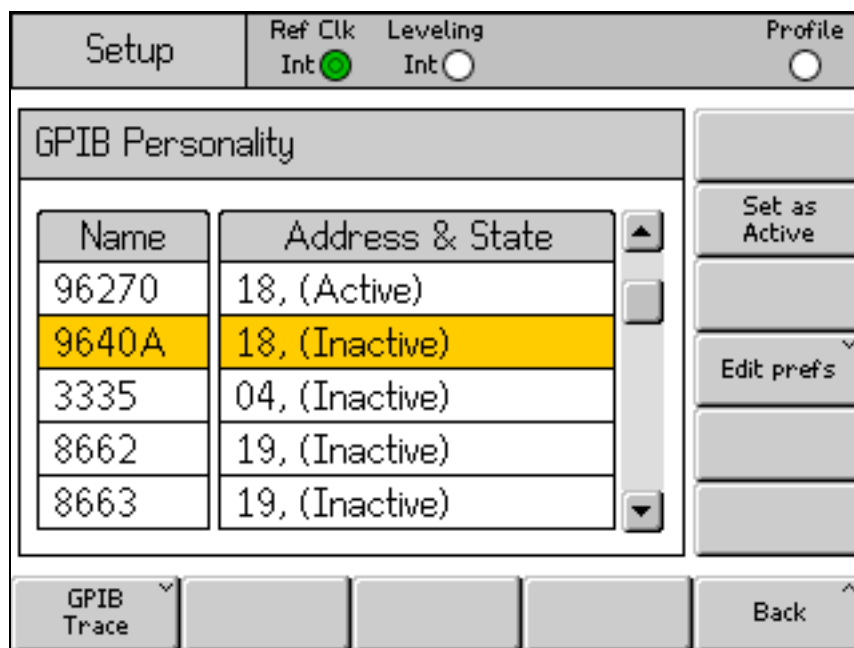 Setup
Ref Clk Leveling Profile
Int Int
GPIB Personality
Name Address & State
96270 18, (Active)
9640A 18, (Inactive)
3335 04, (Inactive)
8662 19, (Inactive)
8663 19, (Inactive)
Set as
Active
Edit prefs
GPIB
Trace
Back